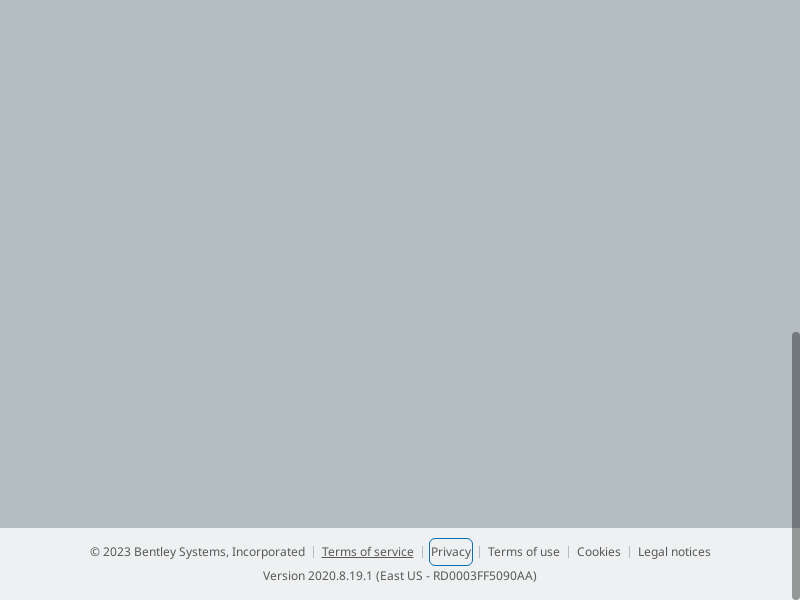 © 2023 Bentley Systems, Incorporated | Terms of service | Privacy | Terms of use | Cookies | Legal notices
Version 2020.8.19.1 (East US - RD0003FF5090AA)